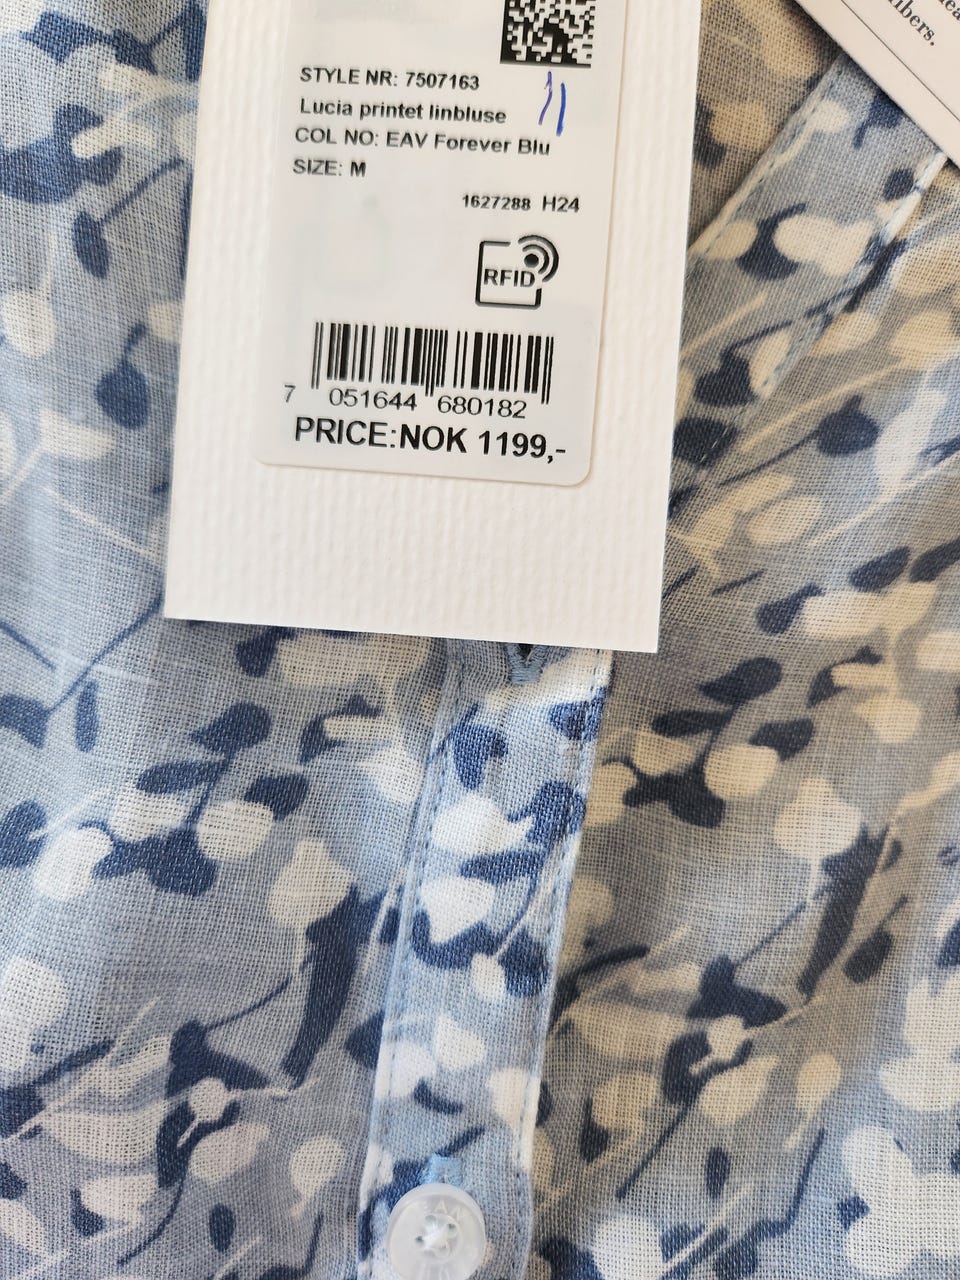 ibers.
STYLE NR: 7507163
Lucia printet linbluse
COL NO: EAV Forever Blu
SIZE: M
1627288 H24
RFID
7 051644 680182
PRICE:NOK 1199,-